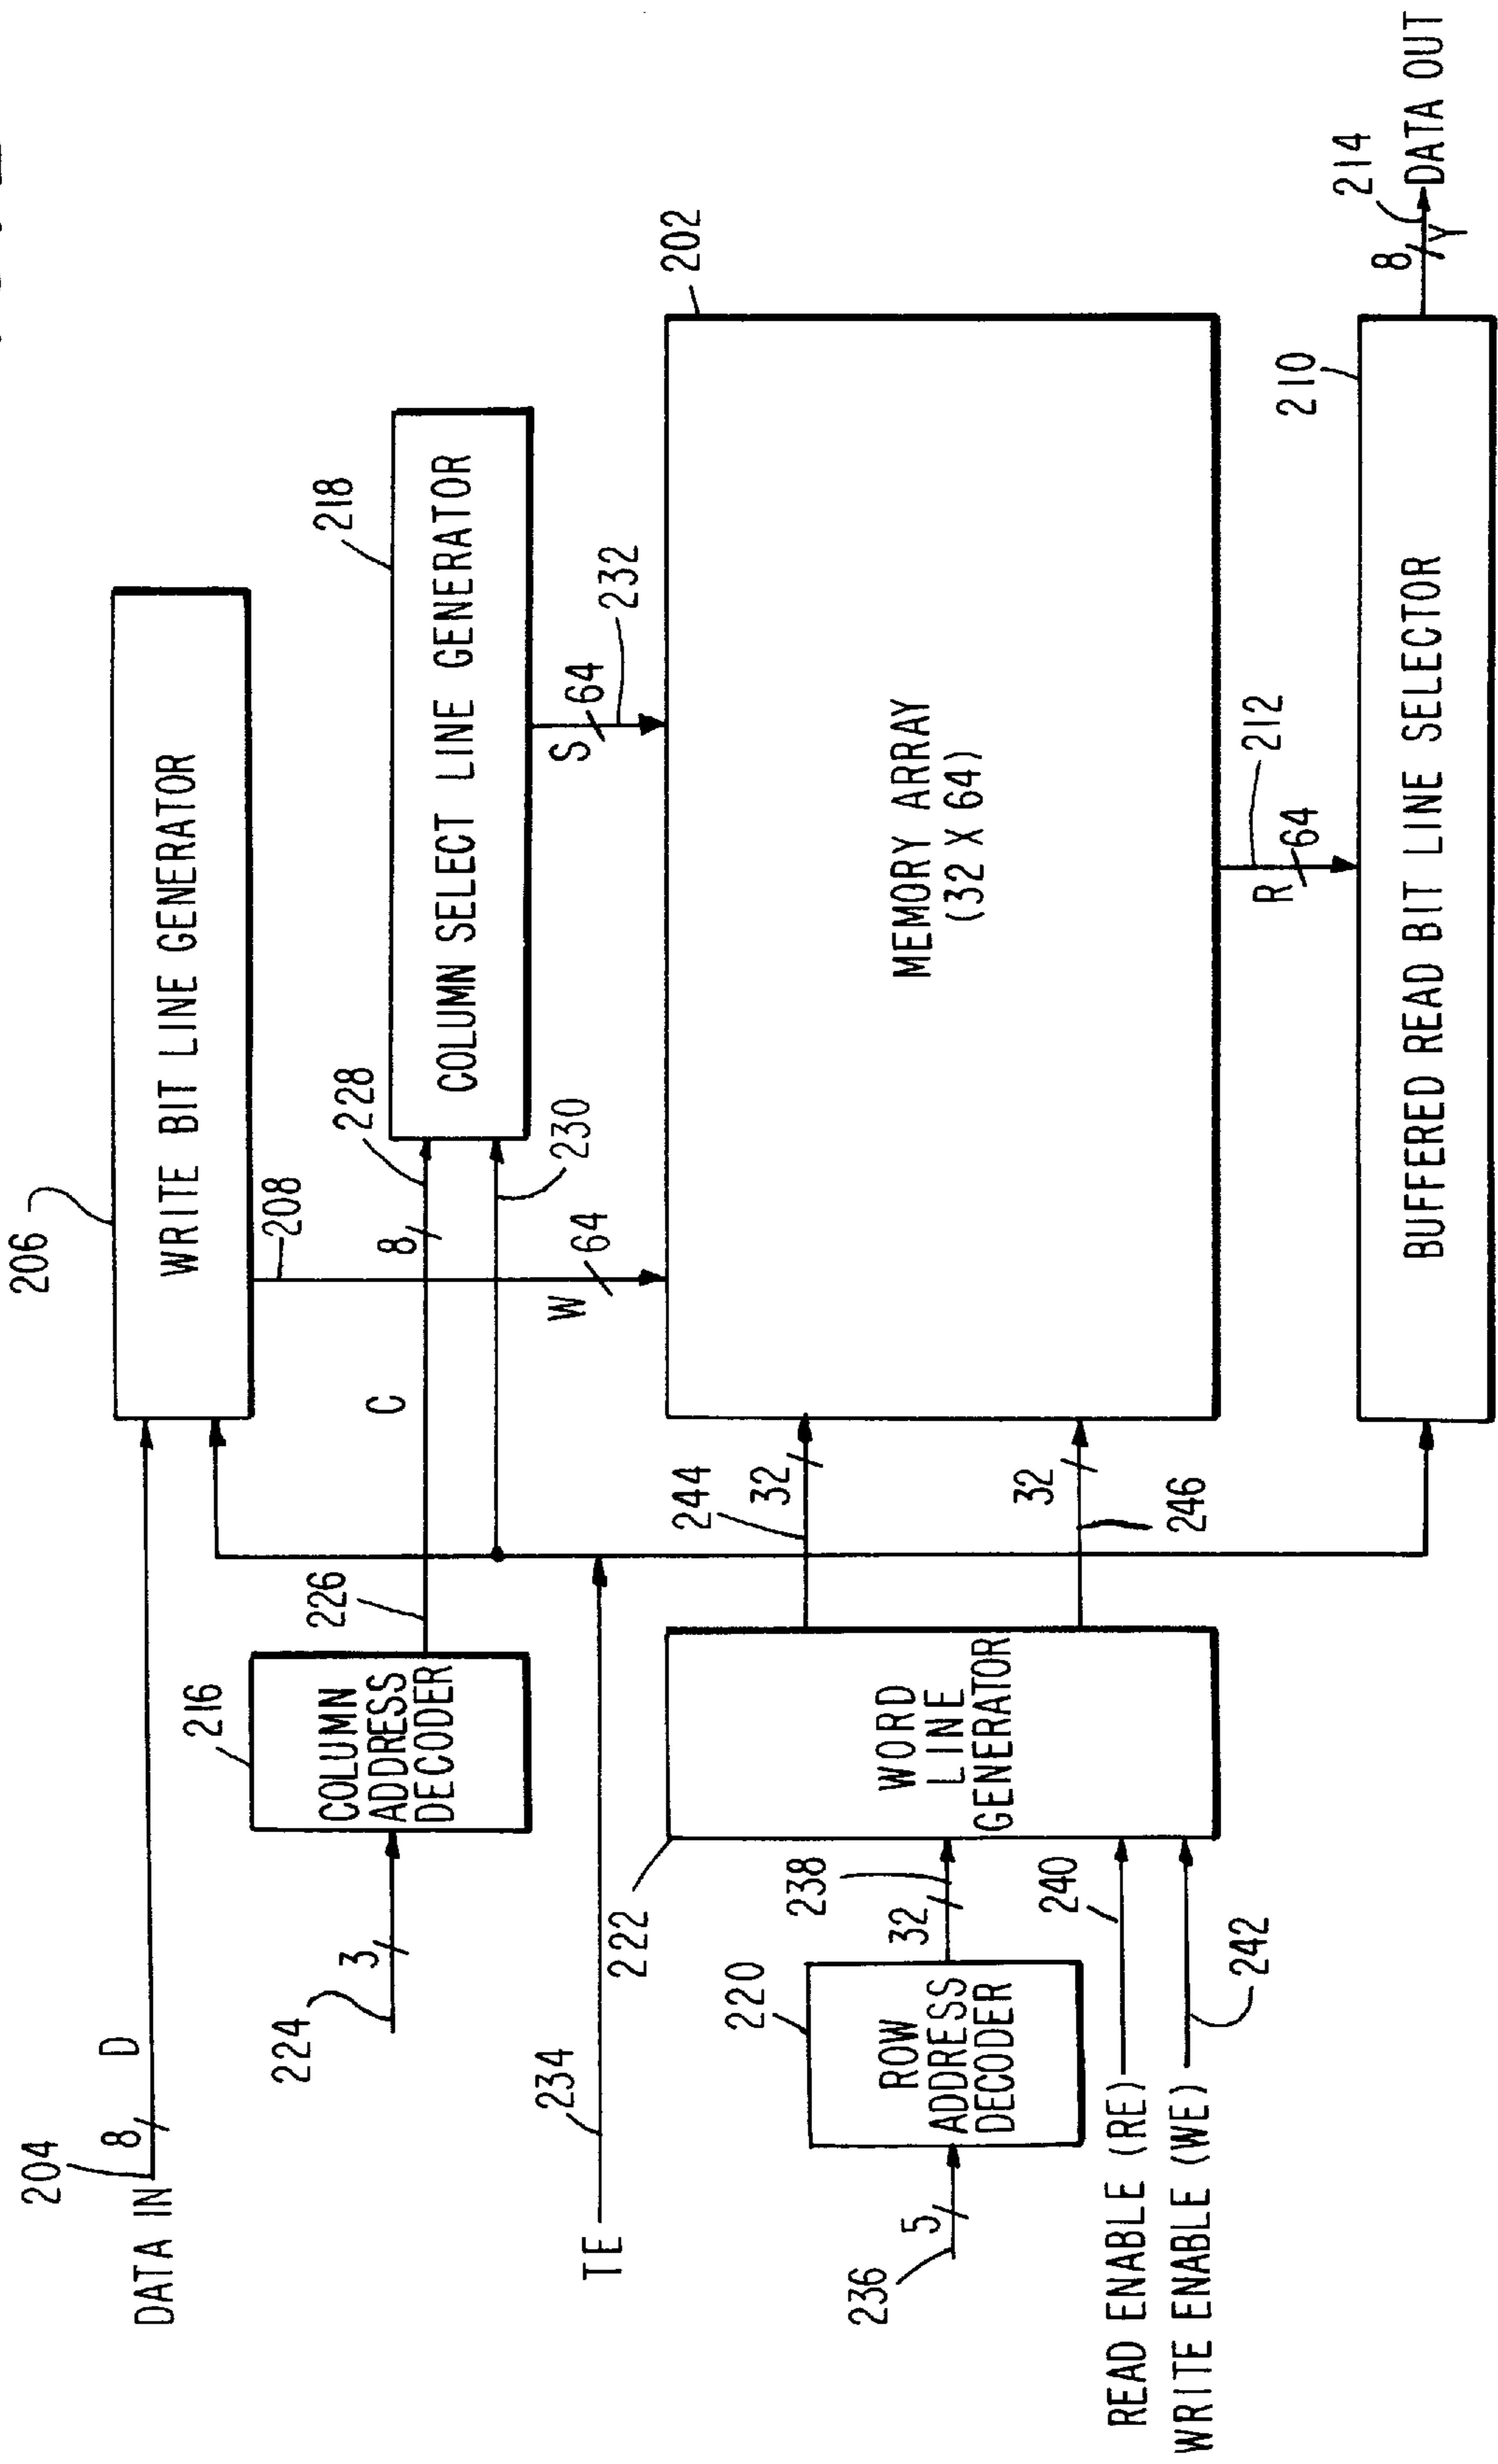 206
WRITE BIT LINE GENERATOR
204
8
D
DATA IN
208
W
64
216
COLUMN
ADDRESS
DECODER
224
3
226
C
8
228
230
218
COLUMN SELECT LINE GENERATOR
S
64
232
TE
234
202
MEMORY ARRAY
(32 X 64)
222
WORD
LINE
GENERATOR
244
32
32
246
220
ROW
ADDRESS
DECODER
236
5
238
32
240
READ ENABLE (RE)
WRITE ENABLE (WE)
242
R
64
212
210
BUFFERED READ BIT LINE SELECTOR
8
Y
214
DATA OUT